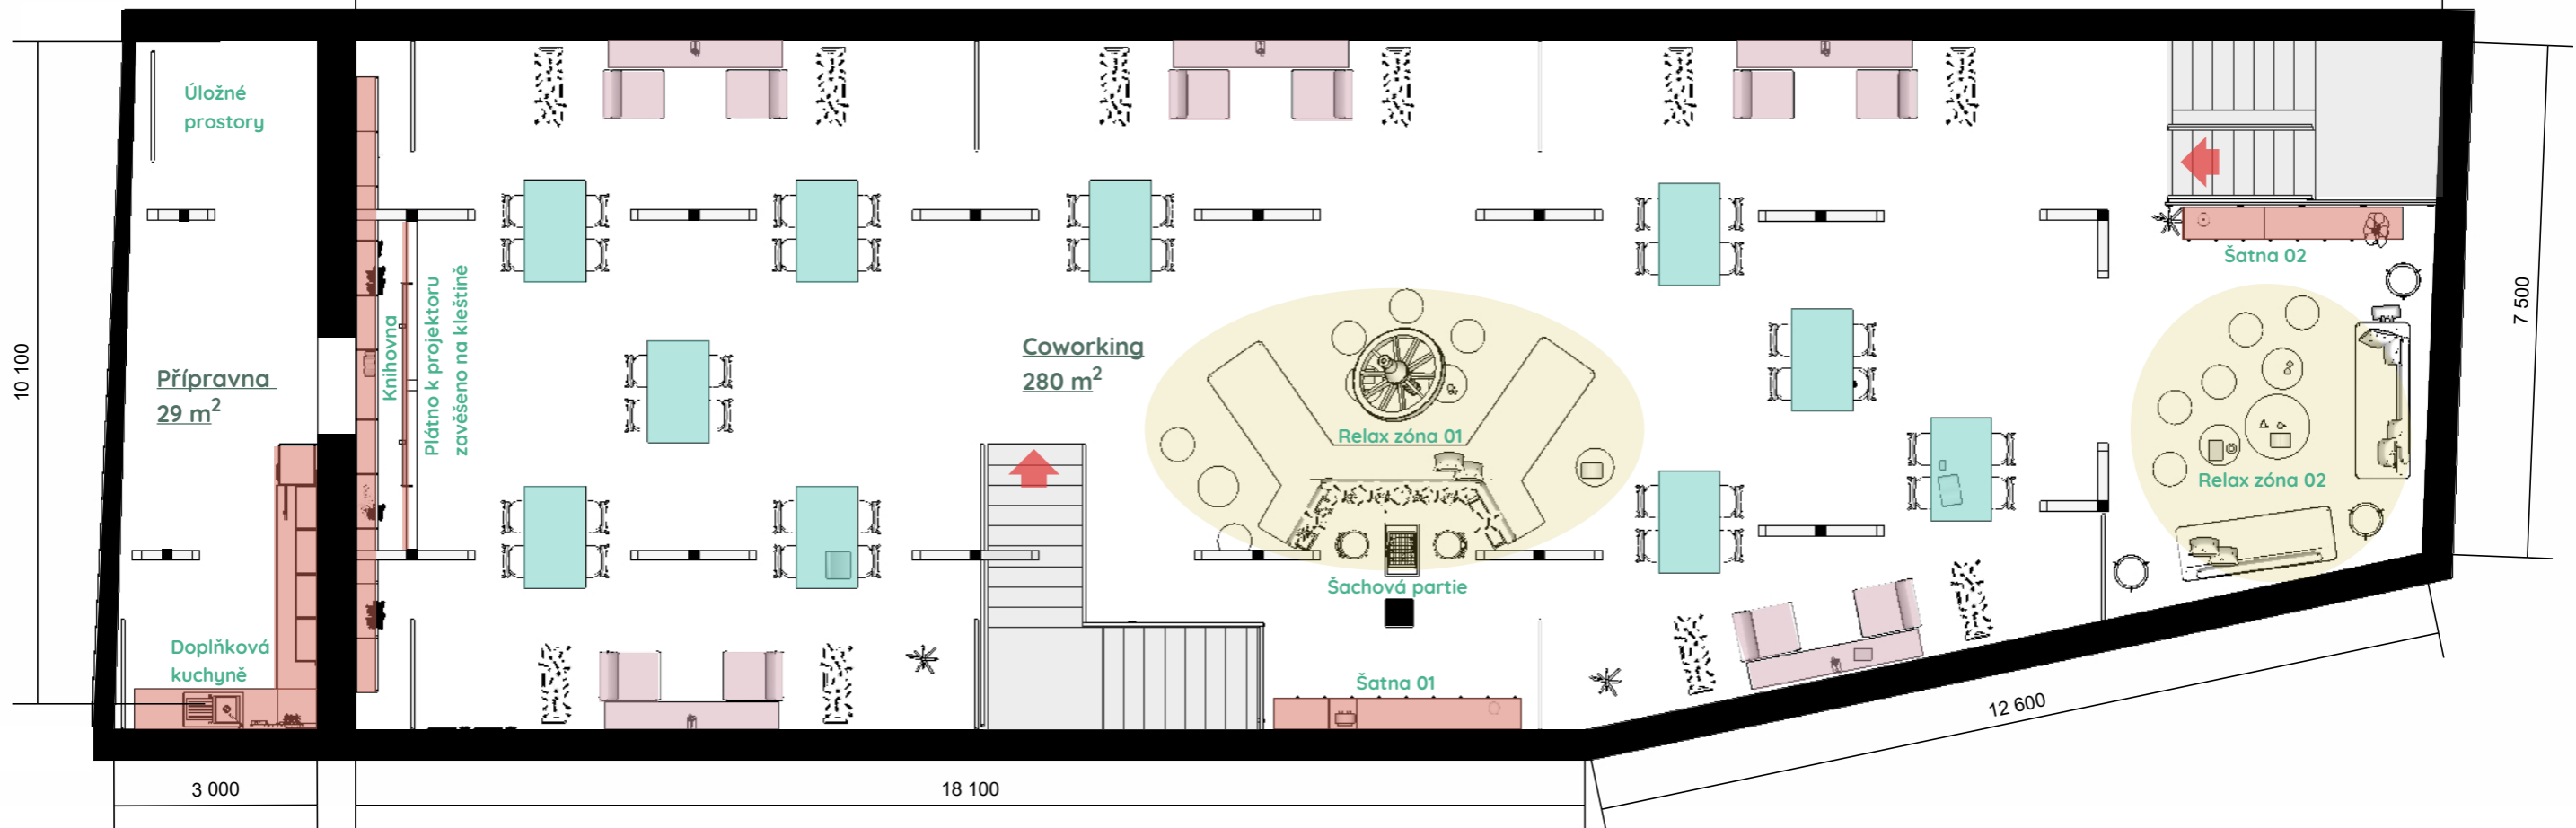 Úložné
prostory
10 100
Přípravna
29 m²
Doplňková
kuchyně
Knihovna
Plátno k projektoru
zavěšeno na kleštině
Coworking
280 m²
Relax zóna 01
Šachová partie
Šatna 01
Šatna 02
Relax zóna 02
7 500
12 600
3 000
18 100